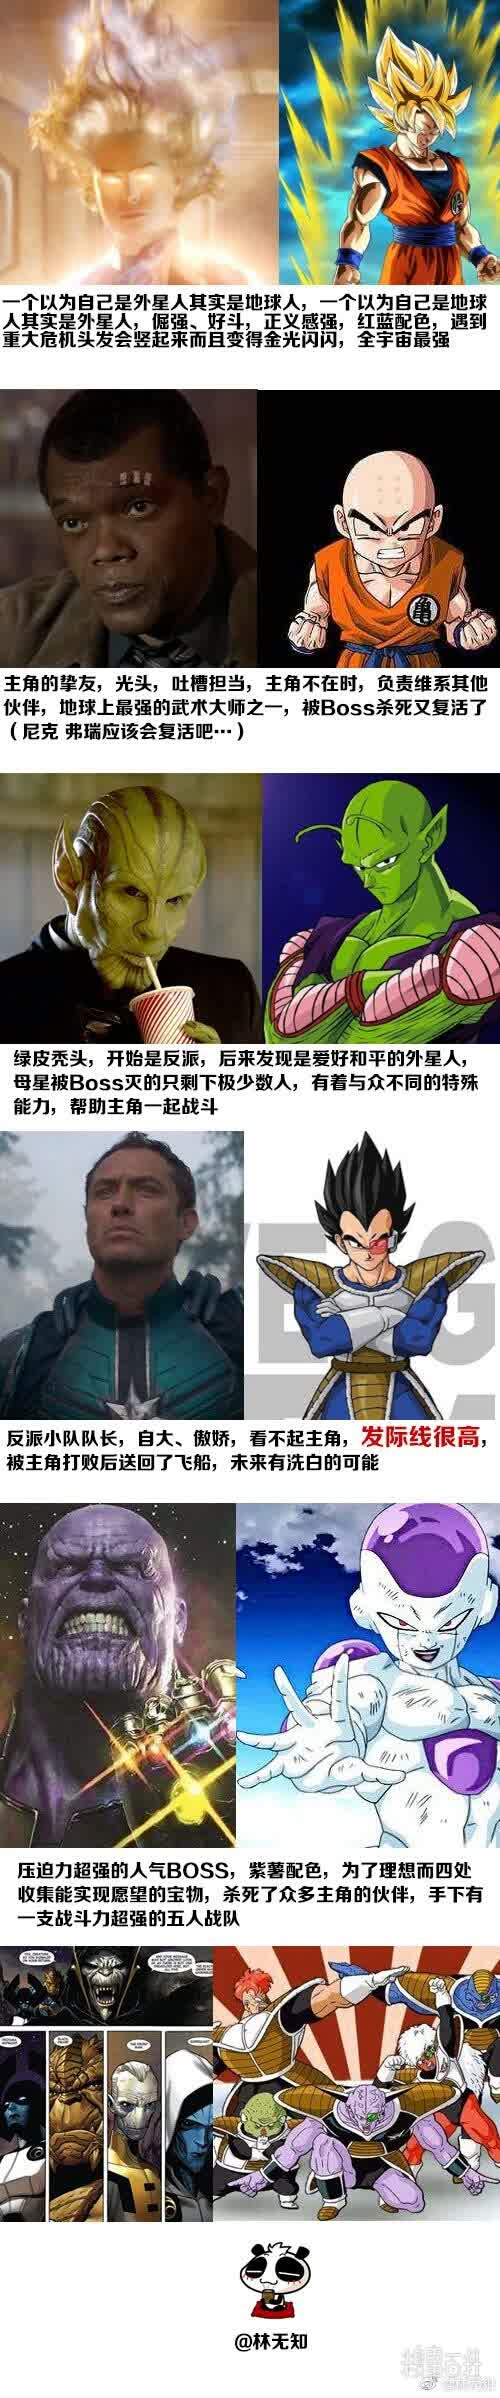 一个以为自己是外星人其实是地球人，一个以为自己是地球
人其实是外星人，倔强、好斗，正义感强，红蓝配色，遇到
重大危机头发会竖起来而且变得金光闪闪，全宇宙最强
龟
主角的挚友，光头，吐槽担当，主角不在时，负责维系其他
伙伴，地球上最强的武术大师之一，被Boss杀死又复活了
（尼克 弗瑞应该会复活吧…）
绿皮秃头，开始是反派，后来发现是爱好和平的外星人，
母星被Boss灭的只剩下极少数人，有着与众不同的特殊
能力，帮助主角一起战斗
反派小队队长，自大、傲娇，看不起主角，发际线很高，
被主角打败后送回了飞船，未来有洗白的可能
压迫力超强的人气BOSS，紫薯配色，为了理想而四处
收集能实现愿望的宝物，杀死了众多主角的伙伴，手下有
一支战斗力超强的五人战队
@林无知